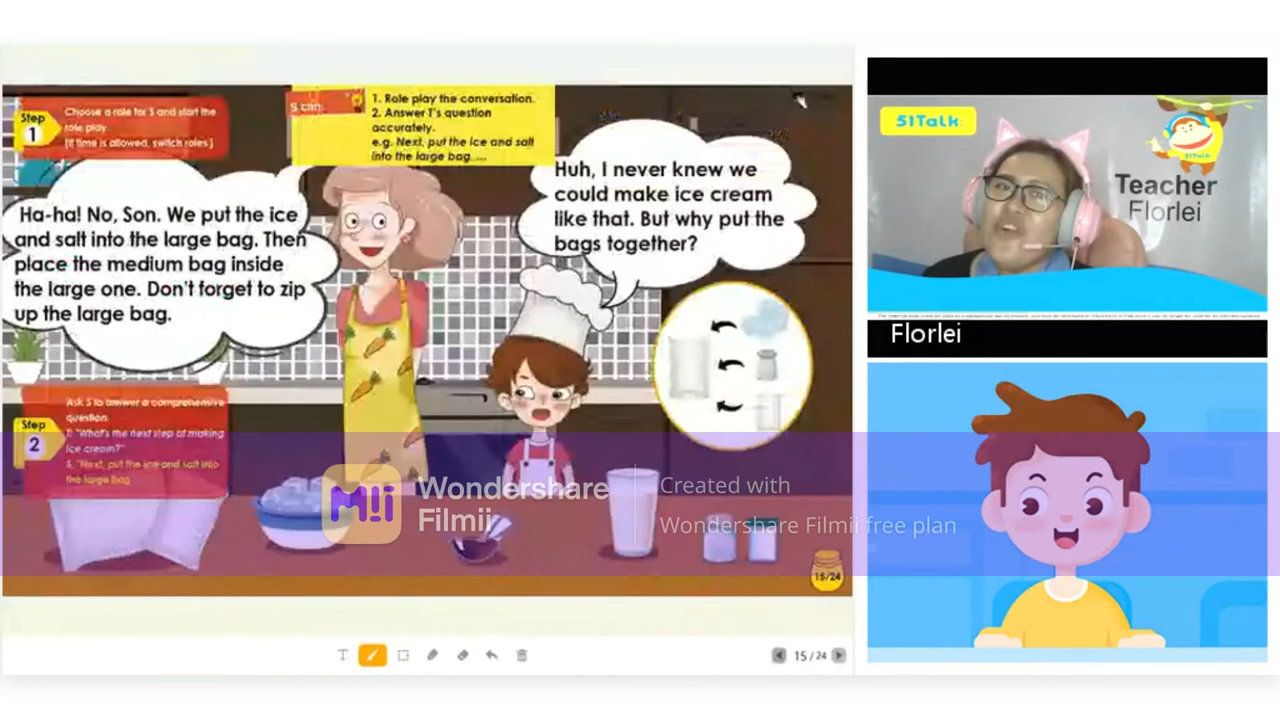 Step
1
Choose a role for S and start the
role play.
[If time is allowed, switch roles.]
S can:
1. Role play the conversation.
2. Answer T's question
accurately.
e.g. Next, put the ice and salt
into the large bag....
Ha-ha! No, Son. We put the ice
and salt into the large bag. Then
place the medium bag inside
the large one. Don't forget to zip
up the large bag.
Huh, I never knew we
could make ice cream
like that. But why put the
bags together?
Step
2
Ask S to answer a comprehensive
question.
T: "What's the next step of making
ice cream?"
S: "Next, put the ice and salt into
the large bag
Wondershare
Filmii
Created with
Wondershare Filmii free plan
15/24
T
15 / 24
51Talk
51Talk
Teacher
Florlei
Florlei